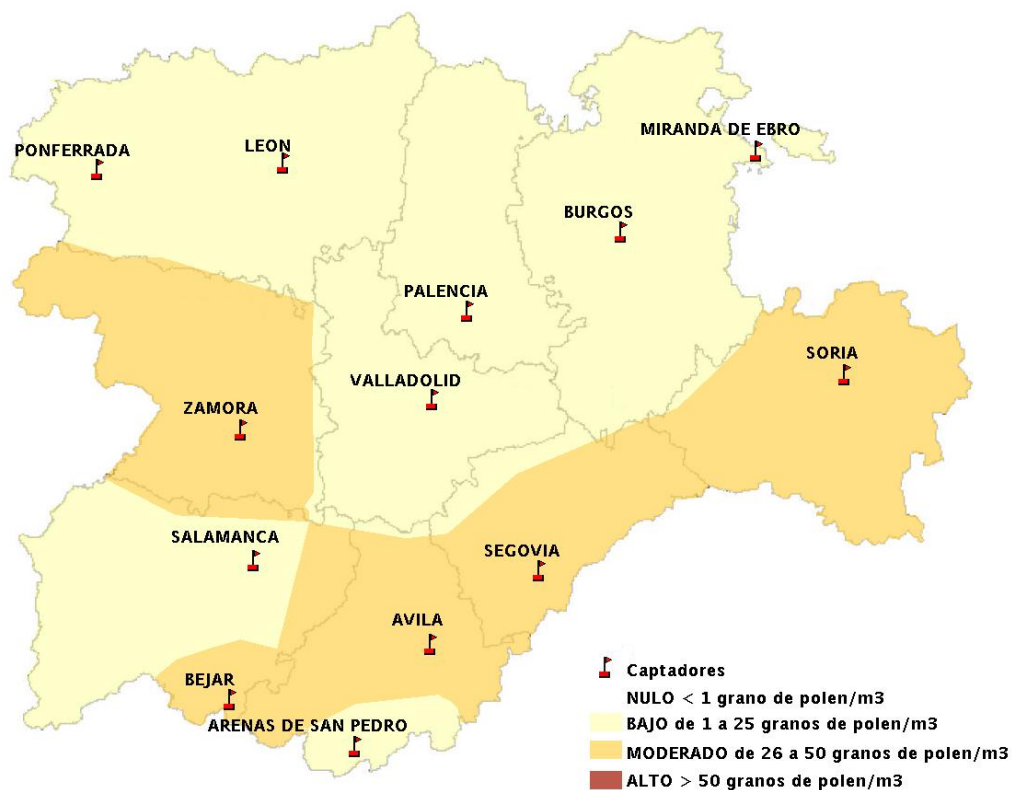 MIRANDA DE EBRO
PONFERRADA
LEON
BURGOS
PALENCIA
SORIA
VALLADOLID
ZAMORA
SALAMANCA
SEGOVIA
AVILA
BEJAR
ARENAS DE SAN PEDRO
Captadores
NULO < 1 grano de polen/m3
BAJO de 1 a 25 granos de polen/m3
MODERADO de 26 a 50 granos de polen/m3
ALTO > 50 granos de polen/m3